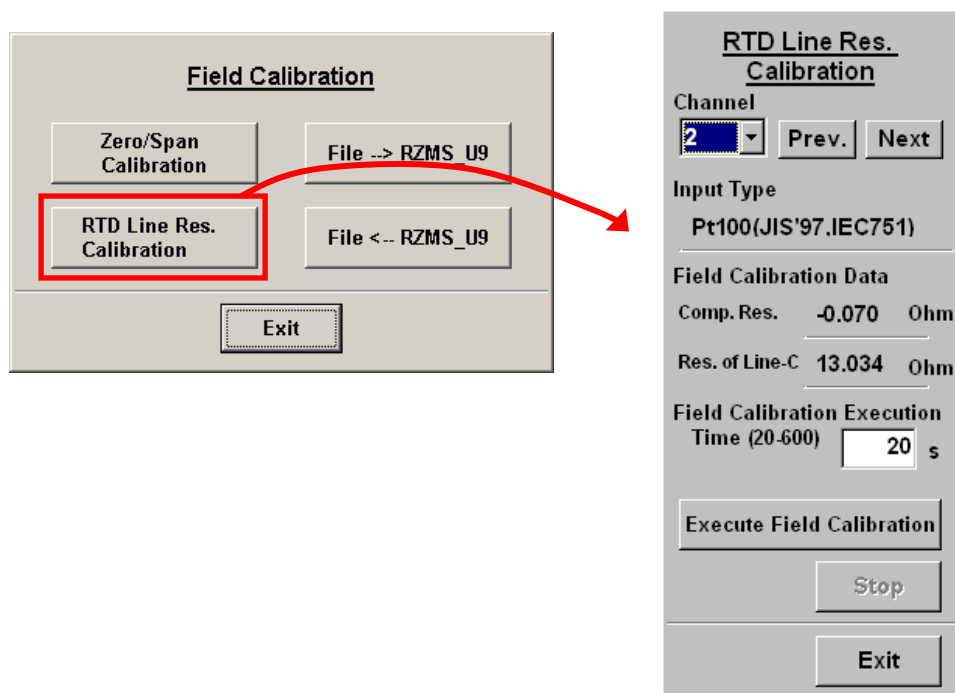 Field Calibration
Zero/Span
Calibration
File --> RZMS_U9
RTD Line Res.
Calibration
File <-- RZMS_U9
Exit
RTD Line Res.
Calibration
Channel
2
Prev.
Next
Input Type
Pt100(JIS'97.IEC751)
Field Calibration Data
Comp. Res. -0.070 Ohm
Res. of Line-C 13.034 Ohm
Field Calibration Execution
Time (20-600) 20 s
Execute Field Calibration
Stop
Exit